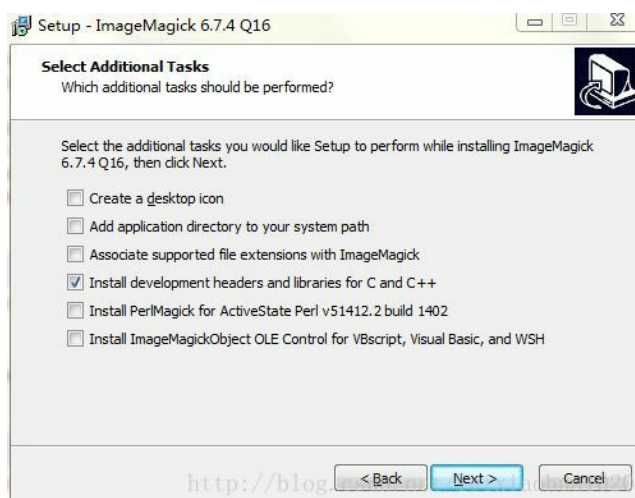 Setup - ImageMagick 6.7.4 Q16
Select Additional Tasks
Which additional tasks should be performed?
Select the additional tasks you would like Setup to perform while installing ImageMagick
6.7.4 Q16, then click Next.
Create a desktop icon
Add application directory to your system path
Associate supported file extensions with ImageMagick
Install development headers and libraries for C and C++
Install PerlMagick for ActiveState Perl v51412.2 build 1402
Install ImageMagickObject OLE Control for VBscript, Visual Basic, and WSH
< Back Next > Cancel
http://blog.